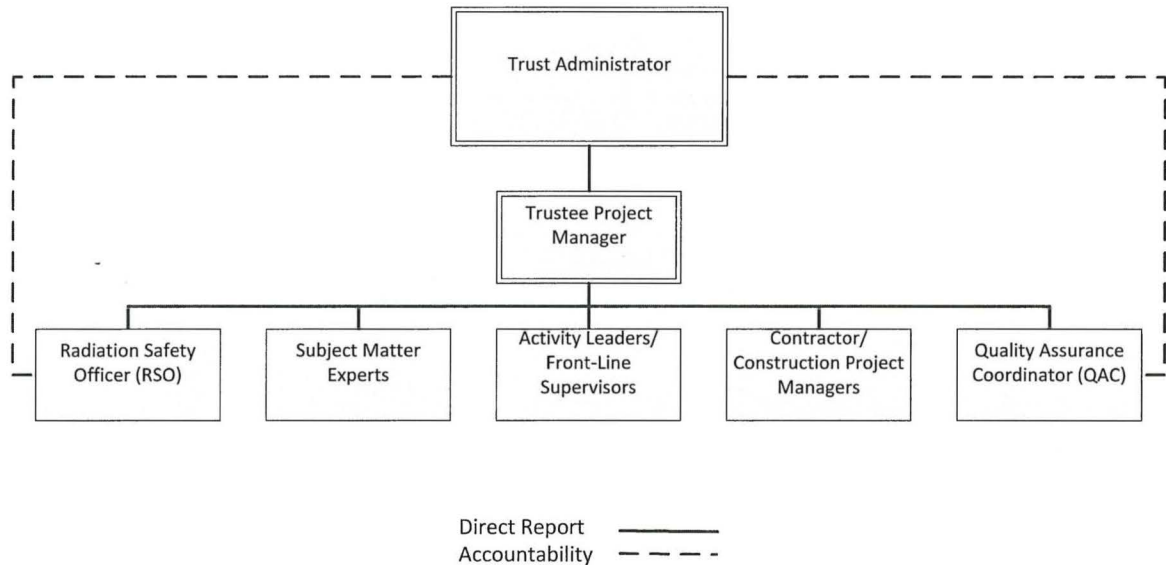 Trust Administrator
Trustee Project
Manager
Radiation Safety
Officer (RSO)
Subject Matter
Experts
Activity Leaders/
Front-Line
Supervisors
Contractor/
Construction Project
Managers
Quality Assurance
Coordinator (QAC)
Direct Report
Accountability